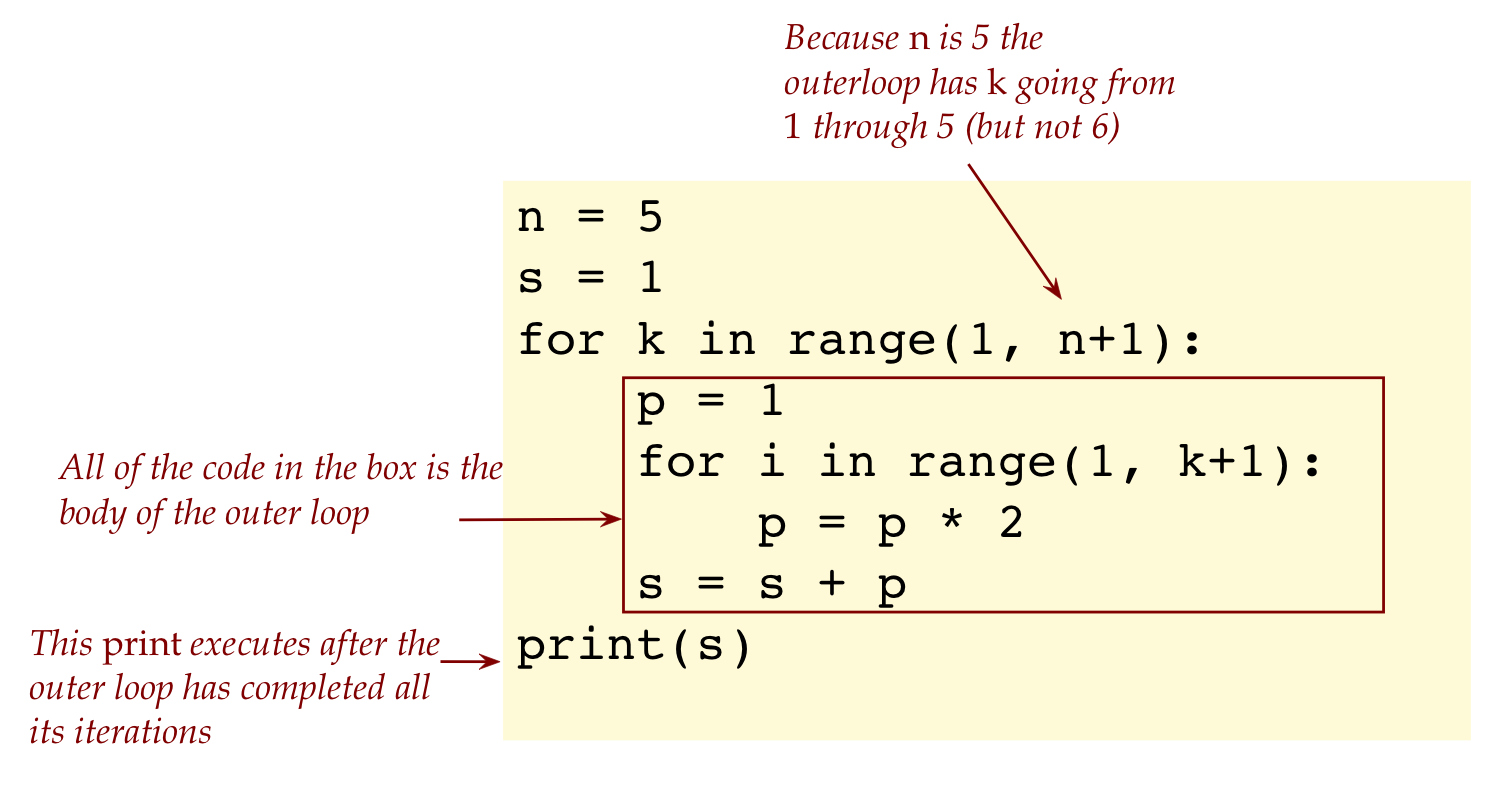 Because n is 5 the
outerloop has k going from
1 through 5 (but not 6)
n = 5
s = 1
for k in range(1, n+1):
    p = 1
    for i in range(1, k+1):
        p = p * 2
    s = s + p
print(s)
All of the code in the box is the
body of the outer loop
This print executes after the
outer loop has completed all
its iterations